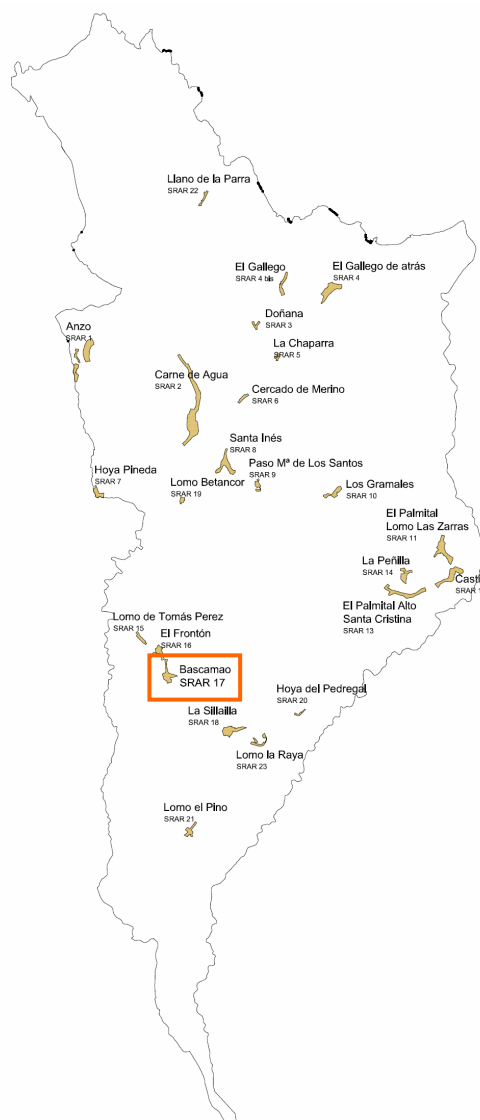 Llano de la Parra
SRAR 22
El Gallego
SRAR 4 bis
El Gallego de atrás
SRAR 4
Doñana
SRAR 3
Anzo
SRAR 1
La Chaparra
SRAR 5
Carne de Agua
SRAR 2
Cercado de Merino
SRAR 6
Santa Inés
SRAR 8
Paso Mª de Los Santos
SRAR 9
Hoya Pineda
SRAR 7
Lomo Betancor
SRAR 19
Los Gramales
SRAR 10
El Palmital
Lomo Las Zarras
SRAR 11
La Peñilla
SRAR 14
SRAR 1
El Palmital Alto
Santa Cristina
SRAR 13
Lomo de Tomás Perez
SRAR 15
El Frontón
SRAR 16
Bascamao
SRAR 17
Hoya del Pedregal
SRAR 20
La Sillailla
SRAR 18
Lomo la Raya
SRAR 23
Lomo el Pino
SRAR 21